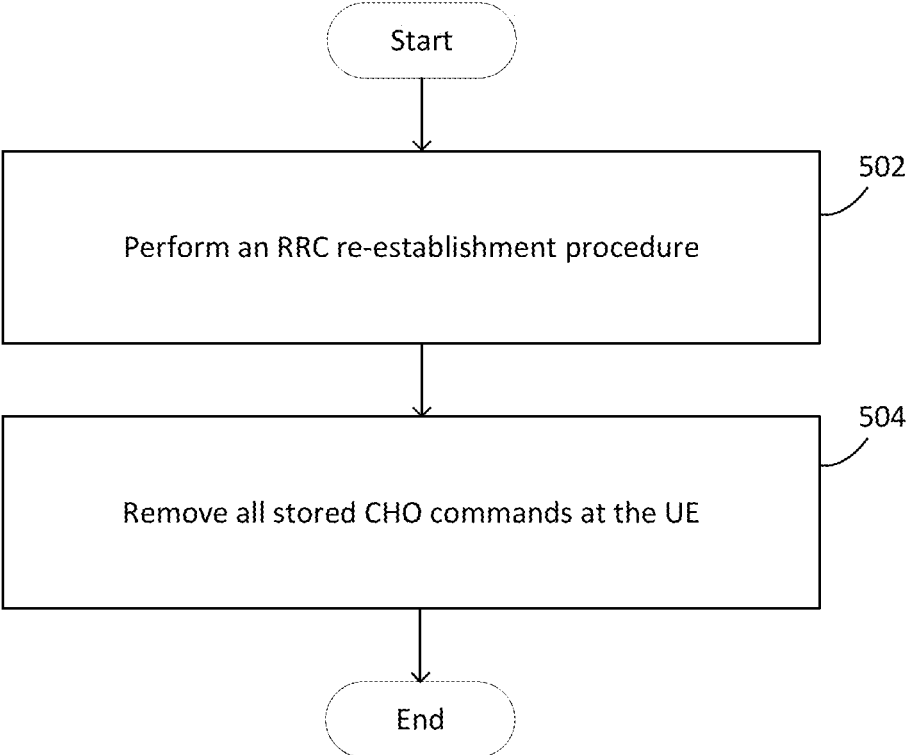 Start
502
Perform an RRC re-establishment procedure
504
Remove all stored CHO commands at the UE
End